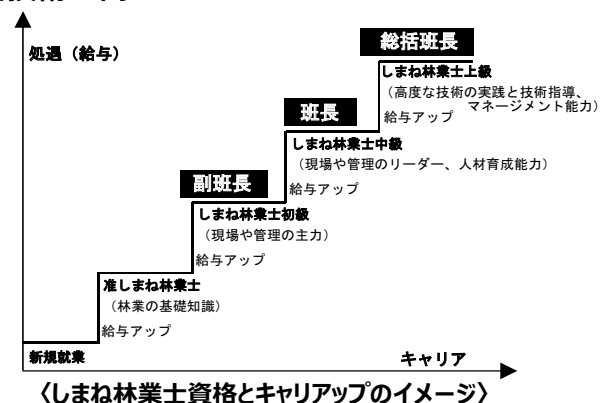 処遇（給与）
総括班長
しまね林業士上級
（高度な技術の実践と技術指導、
マネージメント能力）
給与アップ
班長
しまね林業士中級
（現場や管理のリーダー、人材育成能力）
給与アップ
副班長
しまね林業士初級
（現場や管理の主力）
給与アップ
准しまね林業士
（林業の基礎知識）
給与アップ
新規就業
キャリア
〈しまね林業士資格とキャリアップのイメージ〉